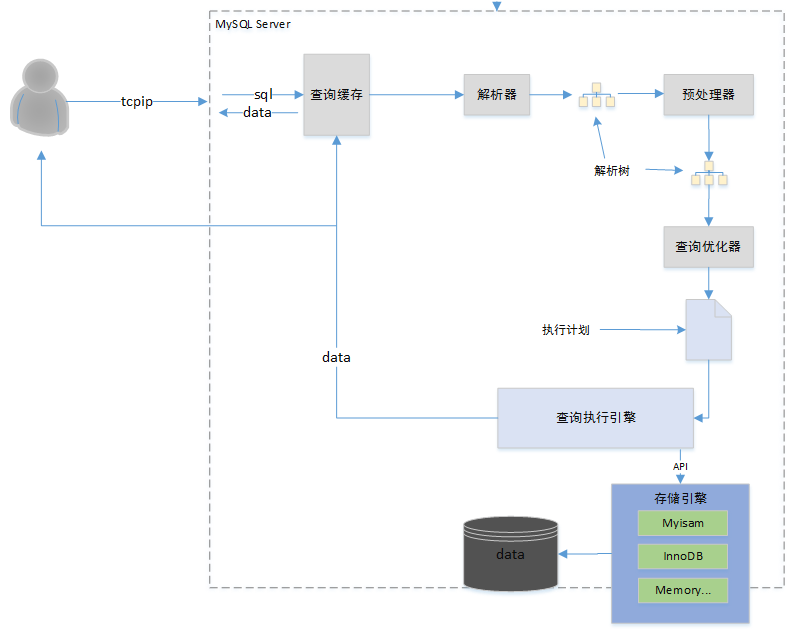 MySQL Server
tcpip
sql
data
查询缓存
解析器
预处理器
解析树
查询优化器
执行计划
data
查询执行引擎
API
存储引擎
Myisam
InnoDB
Memory...
data